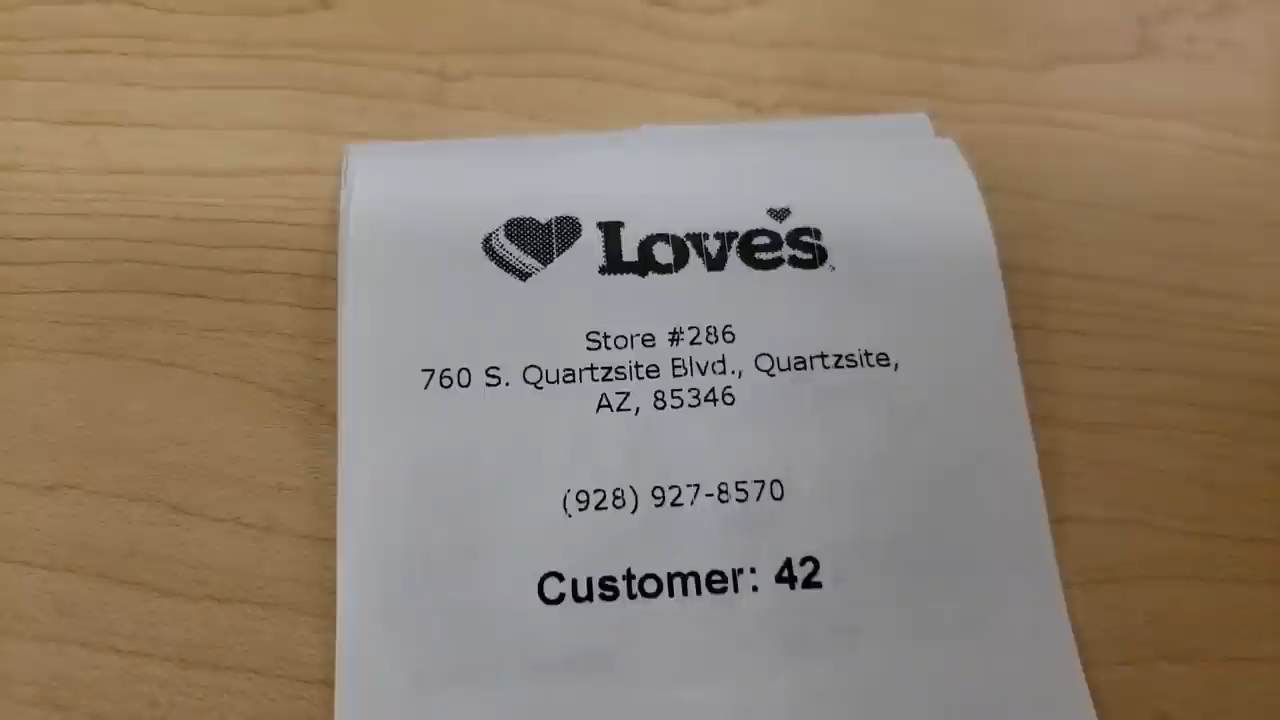 Love's
Store #286
760 S. Quartzsite Blvd., Quartzsite,
AZ, 85346
(928) 927-8570
Customer: 42